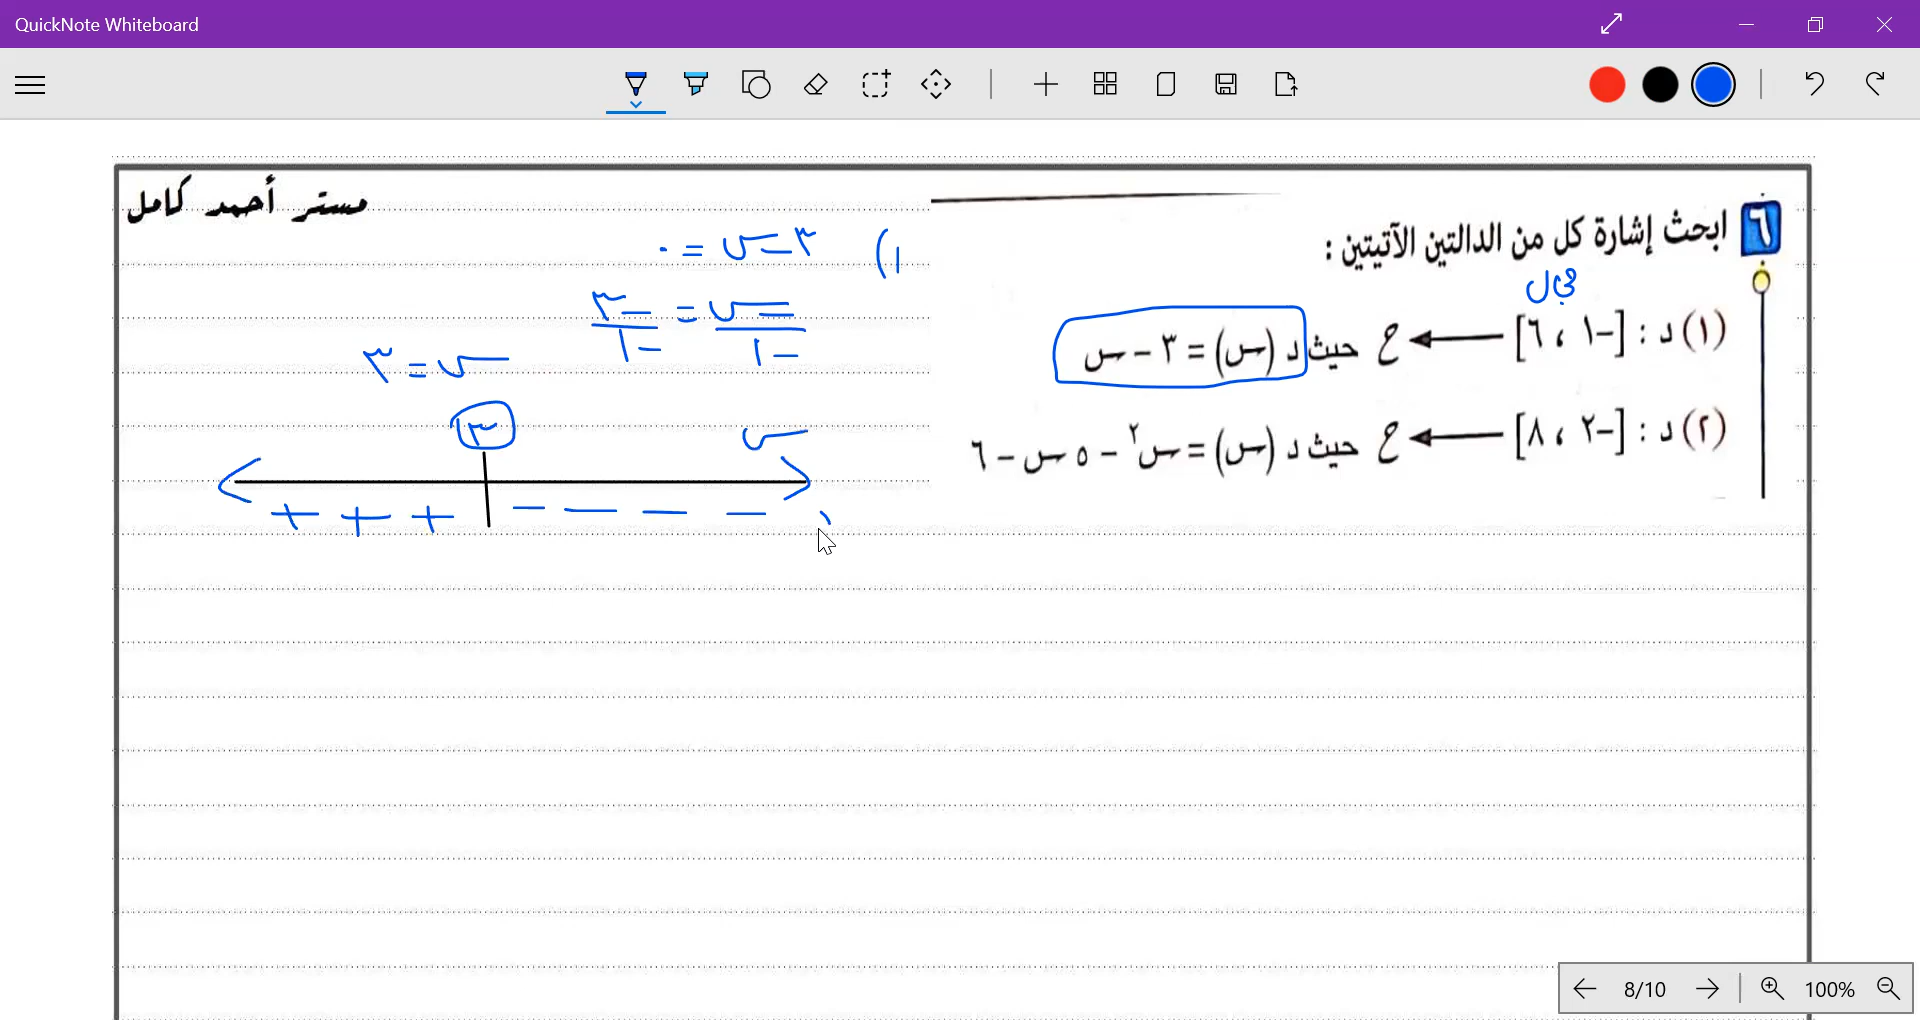 QuickNote Whiteboard
مستر أحمد كامل
٦ ابحث إشارة كل من الدالتين الآتيتين :
مجال
(١) د : [−١ ، ٦] ← ح حيث د (س) = ٣ − س
(٢) د : [−٢ ، ٨] ← ح حيث د (س) = س٢ − ٥ س − ٦
١) ٣ − س = ٠
−س/−١ = −٣/−١
س = ٣
٣
س
+ + + − − − −
8/10
100%